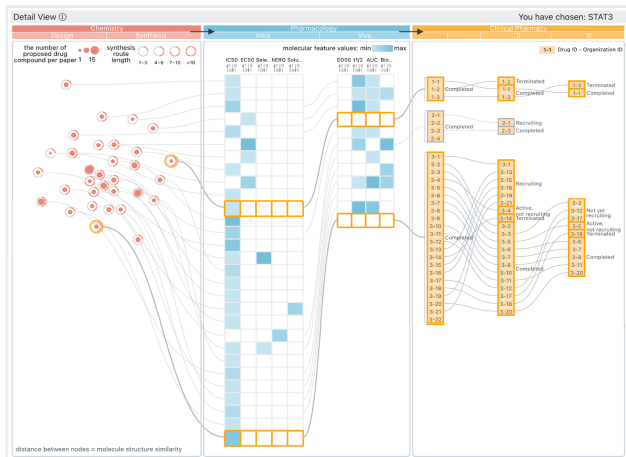 Detail View ⓘ
You have chosen: STAT3
Chemistry
Pharmacology
Clinical Pharmacy
Design
Synthesis
Vitro
Vivo
I
II
III
the number of
proposed drug
compound per paper
1
15
synthesis
route
length
1-3
4-6
7-10
>10
molecular feature values: min
max
1-1
Drug ID - Organization ID
IC50
EC50
Sele..
hERG
Solu..
ED50
t1/2
AUC
Bio..
1-1
1-2
1-3
Completed
1-2
1-1
1-3
Terminated
Completed
1-3
1-1
Terminated
Completed
2-1
2-2
2-3
2-4
Completed
2-1
2-3
Recruiting
Completed
3-1
3-2
3-3
3-4
3-5
3-6
3-7
3-8
3-9
3-10
3-11
3-12
3-13
3-14
3-15
3-16
3-17
3-18
3-19
3-20
3-21
3-22
Completed
3-1
3-13
3-15
3-18
3-19
3-21
3-4
3-14
3-2
3-3
3-5
3-6
3-7
3-8
3-10
3-11
3-12
3-17
3-18
3-20
Recruiting
Active,
not recruiting
Terminated
Completed
3-3
3-12
3-17
3-5
3-18
3-6
3-7
3-8
3-11
3-20
Not yet
recruiting
Active,
not recruiting
Terminated
Completed
distance between nodes = molecule structure similarity